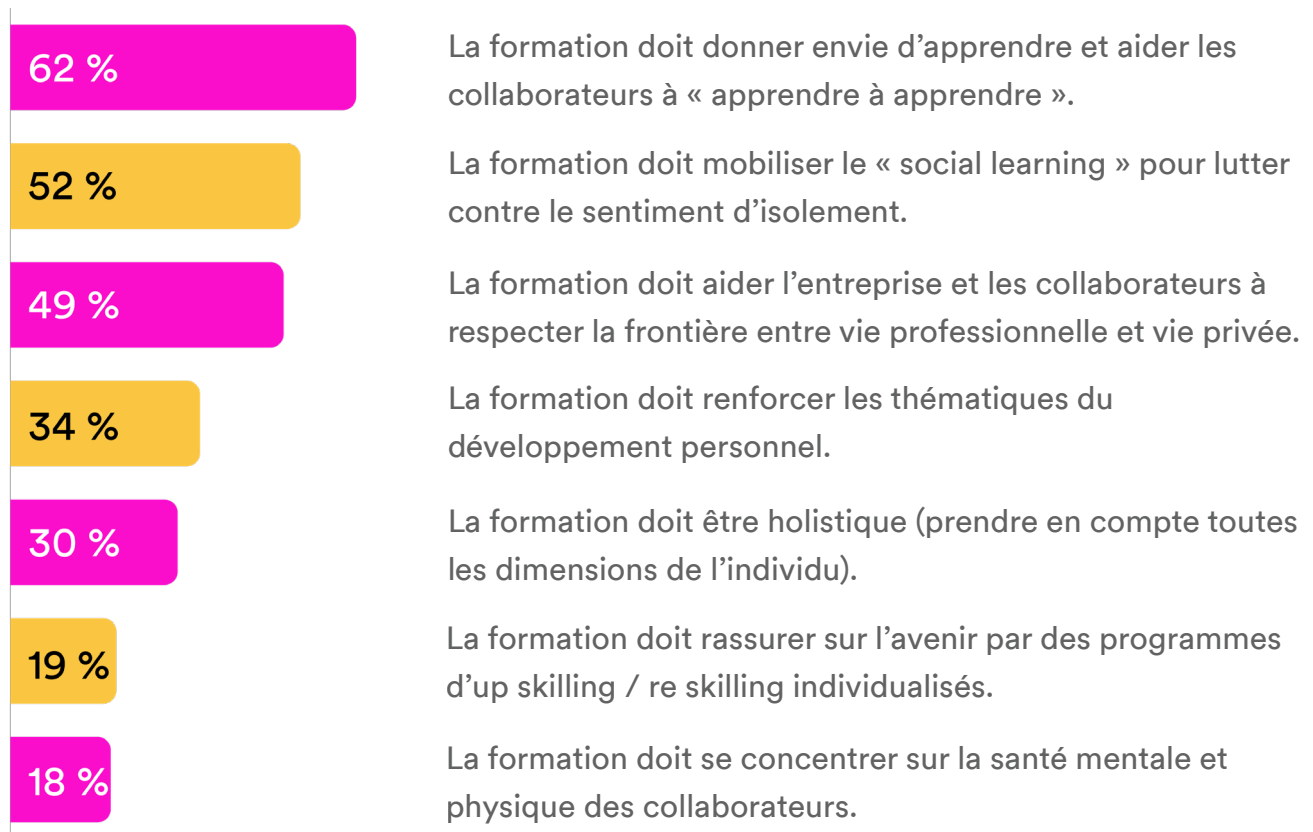 62 %
La formation doit donner envie d’apprendre et aider les
collaborateurs à « apprendre à apprendre ».
52 %
La formation doit mobiliser le « social learning » pour lutter
contre le sentiment d’isolement.
49 %
La formation doit aider l’entreprise et les collaborateurs à
respecter la frontière entre vie professionnelle et vie privée.
34 %
La formation doit renforcer les thématiques du
développement personnel.
30 %
La formation doit être holistique (prendre en compte toutes
les dimensions de l’individu).
19 %
La formation doit rassurer sur l’avenir par des programmes
d’up skilling / re skilling individualisés.
18 %
La formation doit se concentrer sur la santé mentale et
physique des collaborateurs.